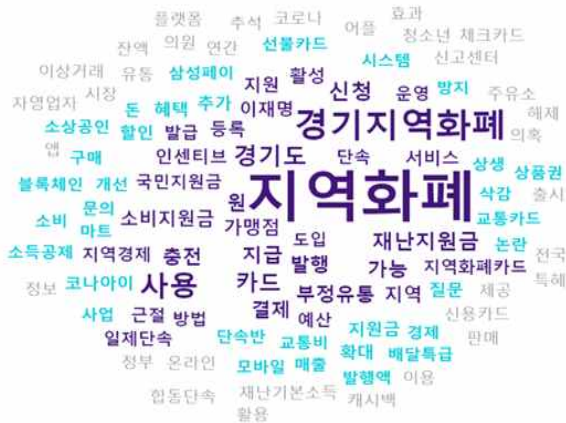 플랫폼 추석 코로나 어플 효과
잔액 의원 연간 선물카드 청소년 체크카드
이상거래 유통 삼성페이 지원 활성 시스템 신고센터
자영업자 시장 돈 혜택 추가 이재명 신청 운영 방지 주유소
소상공인 할인 발급 등록 경기지역화폐 해제
앱 구매 인센티브 경기도 단속 서비스 의혹
블록체인 개선 국민지원금 원 지역화폐 상생 상품권
소비 문의 소비지원금 가맹점 삭감 출시
마트 교통카드
소득공제 지역경제 충전 지급 도입 재난지원금 논란 전국
정보 코나아이 사용 카드 발행 가능 지역화폐카드 특혜
사업 근절 방법 결제 부정유통 지역 질문 제공
일제단속 단속반 교통비 예산 지원금 경제 신용카드
정부 온라인 모바일 매출 확대 배달특급 판매
합동단속 재난기본소득 발행액 이용
활용 캐시백